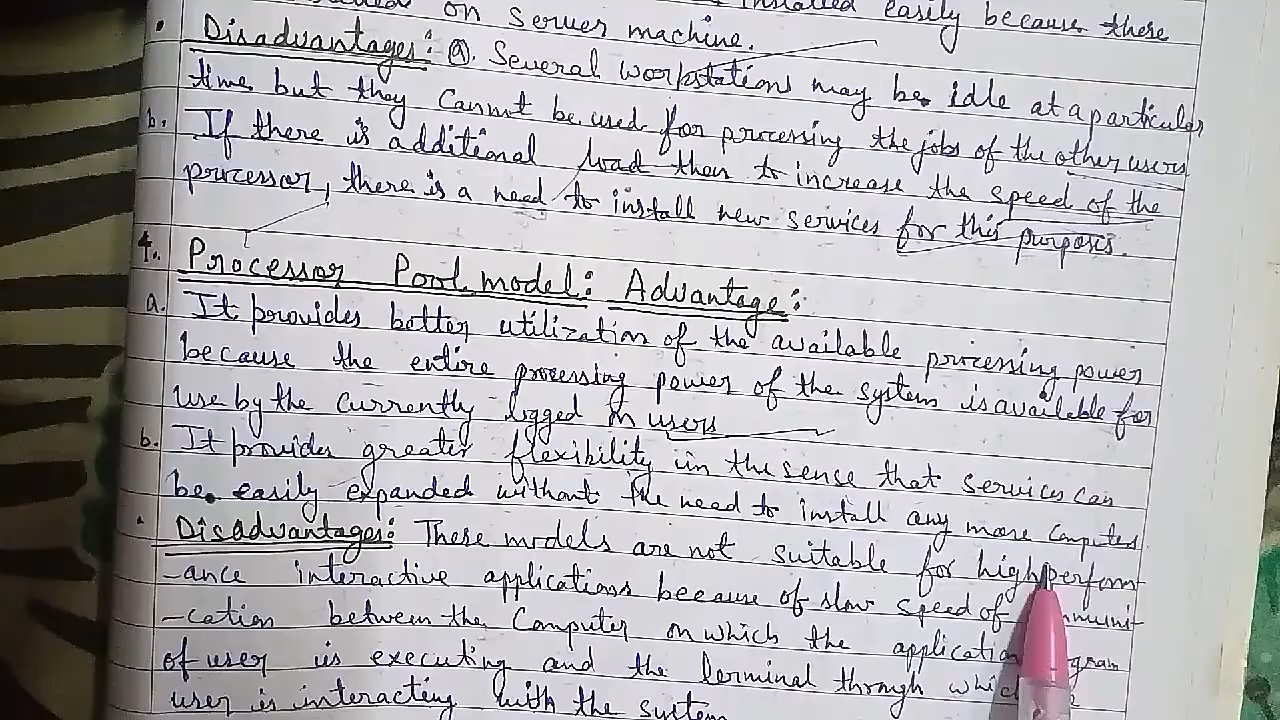 on server machine. installed easily because these
• Disadvantages: a. Several workstations may be idle at a particular
time but they cannot be used for processing the jobs of the other users
b. If there is additional load then to increase the speed of the
processor, there is a need to install new services for this purposes.
4. Processor Pool model: Advantage:
a. It provides better utilization of the available processing power
because the entire processing power of the system is available for
use by the currently logged in users
b. It provides greater flexibility in the sense that services can
be easily expanded without the need to install any more Computer
• Disadvantages: These models are not suitable for high perform-
-ance interactive applications because of slow speed of
-cation between the Computer on which the application
of user is executing and the terminal through which
user is interacting with the system